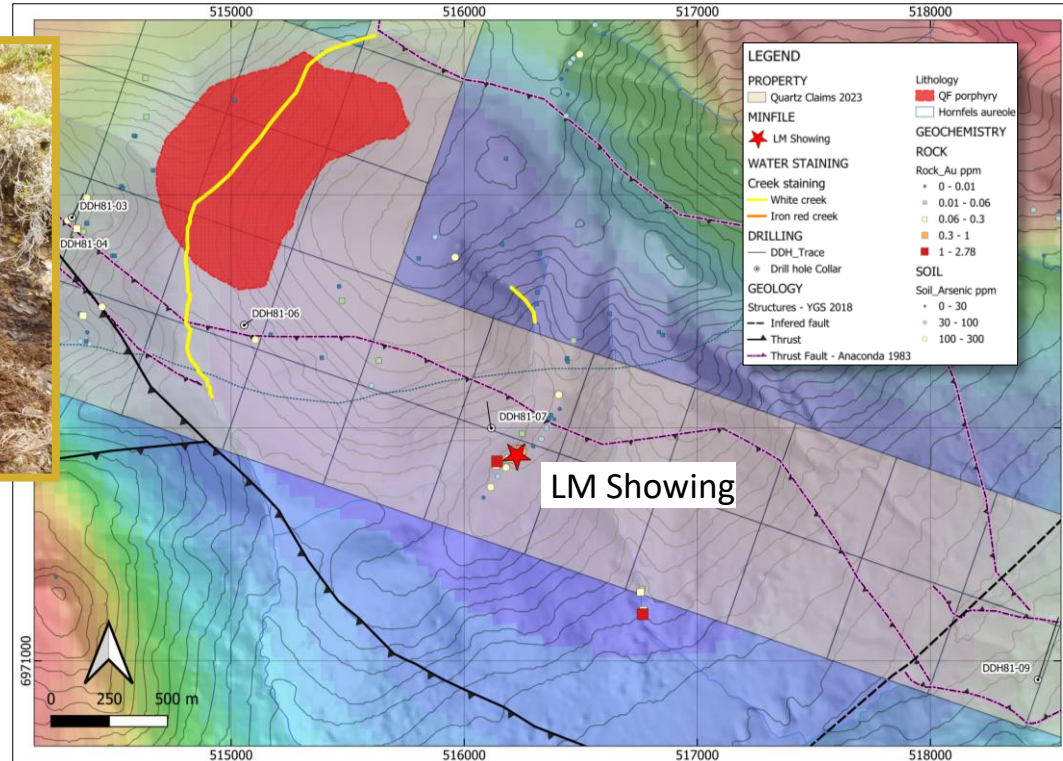 515000
516000
517000
518000
LEGEND
PROPERTY
Quartz Claims 2023
MINFILE
LM Showing
WATER STAINING
Creek staining
White creek
Iron red creek
DRILLING
DDH_Trace
Drill hole Collar
GEOLOGY
Structures - YGS 2018
Infered fault
Thrust
Thrust Fault - Anaconda 1983
Lithology
QF porphyry
Hornfels aureole
GEOCHEMISTRY
ROCK
Rock_Au ppm
0 - 0.01
0.01 - 0.06
0.06 - 0.3
0.3 - 1
1 - 2.78
SOIL
Soil_Arsenic ppm
0 - 30
30 - 100
100 - 300
DDH81-03
DDH81-04
DDH81-06
DDH81-07
LM Showing
DDH81-09
6971000
0 250 500 m
515000
516000
517000
518000